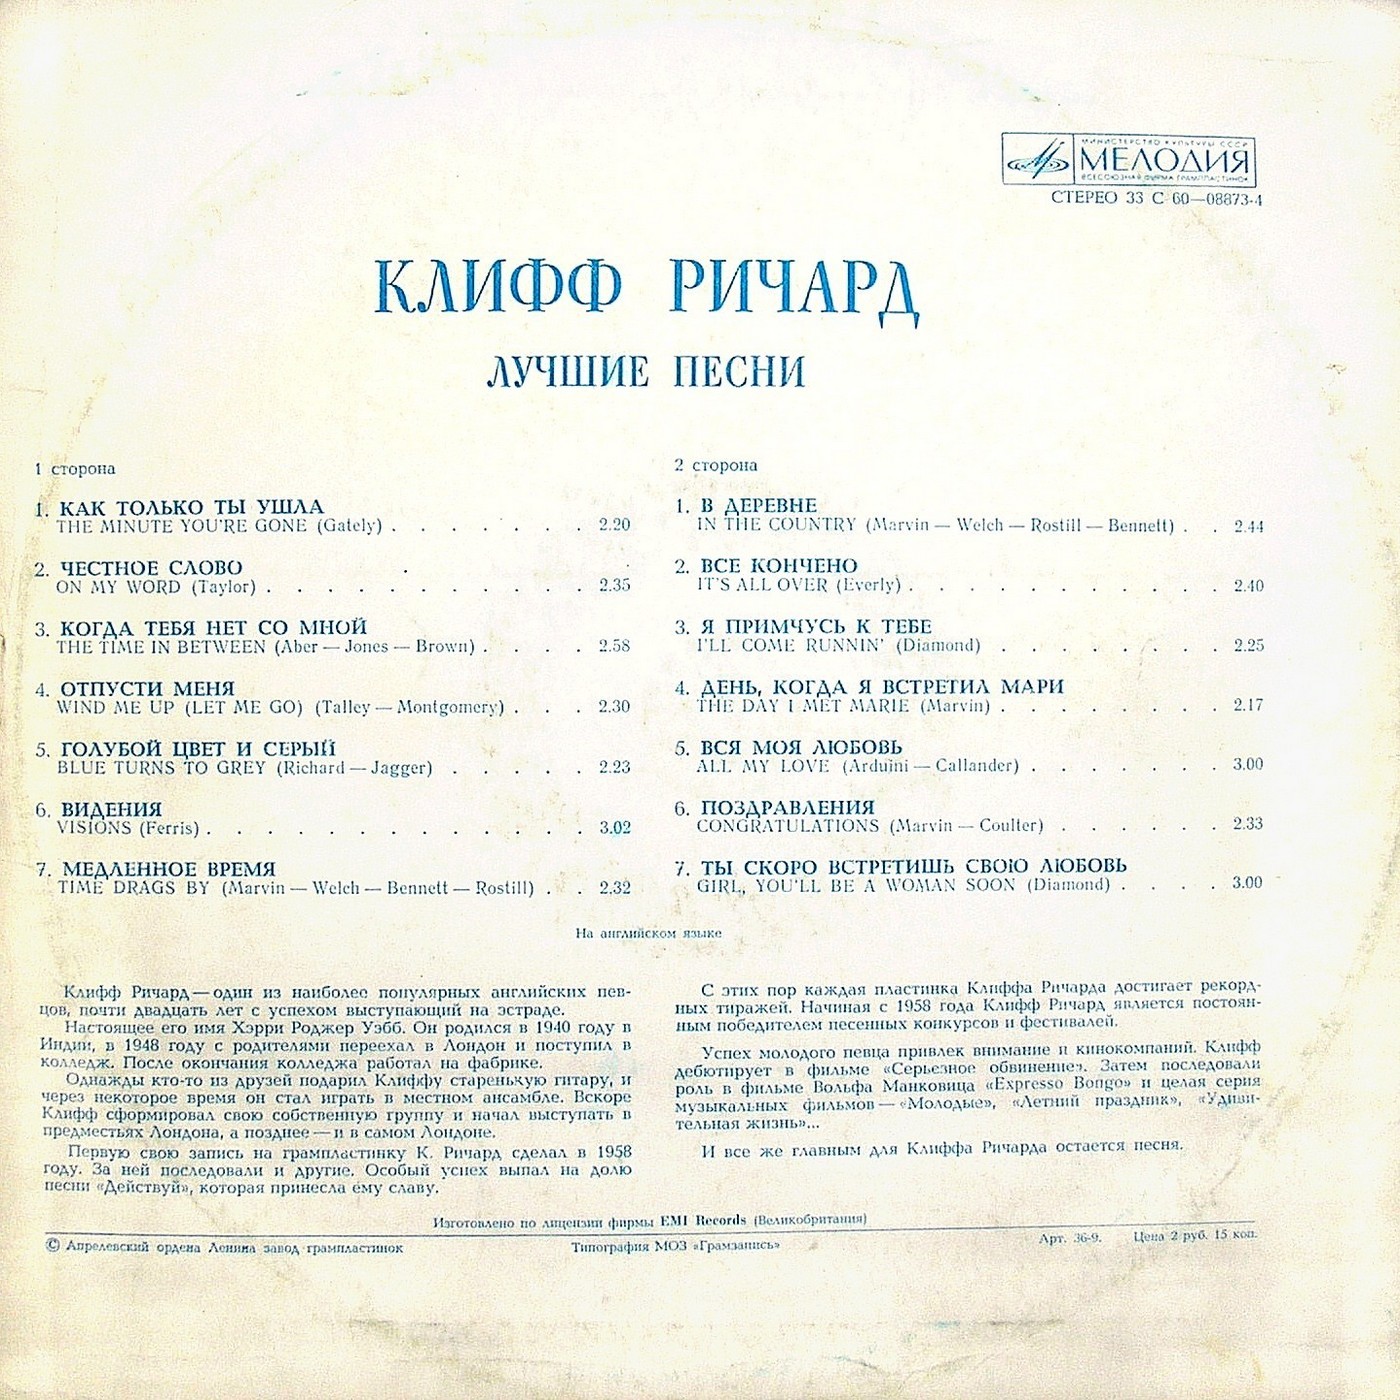 МИНИСТЕРСТВО КУЛЬТУРЫ СССР
МЕЛОДИЯ
ВСЕСОЮЗНАЯ ФИРМА ГРАМПЛАСТИНОК
СТЕРЕО 33 С 60—08873-4
КЛИФФ РИЧАРД
ЛУЧШИЕ ПЕСНИ
1 сторона
1. КАК ТОЛЬКО ТЫ УШЛА
THE MINUTE YOU'RE GONE (Gately) . . . . . . . 2.20
2. ЧЕСТНОЕ СЛОВО
ON MY WORD (Taylor) . . . . . . . . . . . 2.35
3. КОГДА ТЕБЯ НЕТ СО МНОЙ
THE TIME IN BETWEEN (Aber — Jones — Brown) . . . . 2.58
4. ОТПУСТИ МЕНЯ
WIND ME UP (LET ME GO) (Talley — Montgomery) . . . 2.30
5. ГОЛУБОЙ ЦВЕТ И СЕРЫЙ
BLUE TURNS TO GREY (Richard — Jagger) . . . . . 2.23
6. ВИДЕНИЯ
VISIONS (Ferris) . . . . . . . . . . . . . 3.02
7. МЕДЛЕННОЕ ВРЕМЯ
TIME DRAGS BY (Marvin — Welch — Bennett — Rostill) . . 2.32
2 сторона
1. В ДЕРЕВНЕ
IN THE COUNTRY (Marvin — Welch — Rostill — Bennett) . . 2.44
2. ВСЕ КОНЧЕНО
IT'S ALL OVER (Everly) . . . . . . . . . . . 2.40
3. Я ПРИМЧУСЬ К ТЕБЕ
I'LL COME RUNNIN' (Diamond) . . . . . . . . 2.25
4. ДЕНЬ, КОГДА Я ВСТРЕТИЛ МАРИ
THE DAY I MET MARIE (Marvin) . . . . . . . . 2.17
5. ВСЯ МОЯ ЛЮБОВЬ
ALL MY LOVE (Arduini — Callander) . . . . . . . 3.00
6. ПОЗДРАВЛЕНИЯ
CONGRATULATIONS (Marvin — Coulter) . . . . . . 2.33
7. ТЫ СКОРО ВСТРЕТИШЬ СВОЮ ЛЮБОВЬ
GIRL, YOU'LL BE A WOMAN SOON (Diamond) . . . . 3.00
На английском языке
Клифф Ричард — один из наиболее популярных английских пев-
цов, почти двадцать лет с успехом выступающий на эстраде.
Настоящее его имя Хэрри Роджер Уэбб. Он родился в 1940 году в
Индии, в 1948 году с родителями переехал в Лондон и поступил в
колледж. После окончания колледжа работал на фабрике.
Однажды кто-то из друзей подарил Клиффу старенькую гитару, и
через некоторое время он стал играть в местном ансамбле. Вскоре
Клифф сформировал свою собственную группу и начал выступать в
предместьях Лондона, а позднее — и в самом Лондоне.
Первую свою запись на грампластинку К. Ричард сделал в 1958
году. За ней последовали и другие. Особый успех выпал на долю
песни «Действуй», которая принесла ему славу.
С этих пор каждая пластинка Клиффа Ричарда достигает рекорд-
ных тиражей. Начиная с 1958 года Клифф Ричард является постоян-
ным победителем песенных конкурсов и фестивалей.
Успех молодого певца привлек внимание и кинокомпаний. Клифф
дебютирует в фильме «Серьезное обвинение». Затем последовали
роль в фильме Вольфа Манковица «Expresso Bongo» и целая серия
музыкальных фильмов — «Молодые», «Летний праздник», «Удиви-
тельная жизнь»...
И все же главным для Клиффа Ричарда остается песня.
Изготовлено по лицензии фирмы EMI Records (Великобритания)
© Апрелевский ордена Ленина завод грампластинок
Типография МОЗ «Грамзапись»
Арт. 36-9. Цена 2 руб. 15 коп.